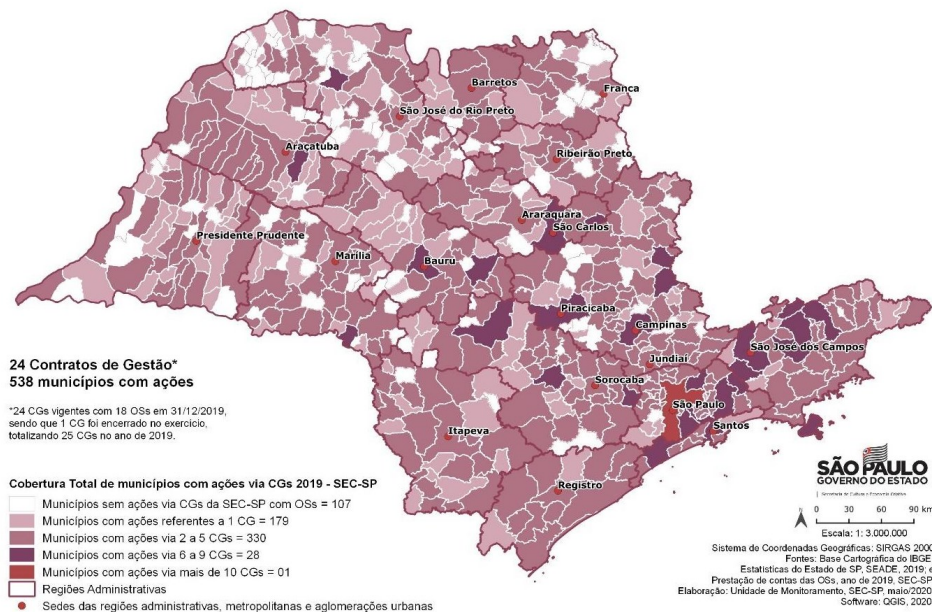 Barretos
Franca
São José do Rio Preto
Araçatuba
Ribeirão Preto
Araraquara
São Carlos
Presidente Prudente
Marília
Bauru
Piracicaba
Campinas
São José dos Campos
Jundiaí
Sorocaba
São Paulo
Santos
Itapeva
Registro
24 Contratos de Gestão*
538 municípios com ações
*24 CGs vigentes com 18 OSs em 31/12/2019,
sendo que 1 CG foi encerrado no exercício,
totalizando 25 CGs no ano de 2019.
Cobertura Total de municípios com ações via CGs 2019 - SEC-SP
Municípios sem ações via CGs da SEC-SP com OSs = 107
Municípios com ações referentes a 1 CG = 179
Municípios com ações via 2 a 5 CGs = 330
Municípios com ações via 6 a 9 CGs = 28
Municípios com ações via mais de 10 CGs = 01
Regiões Administrativas
Sedes das regiões administrativas, metropolitanas e aglomerações urbanas
SÃO PAULO
GOVERNO DO ESTADO
Secretaria de Cultura e Economia Criativa
N
0 30 60 90 km
Escala: 1: 3.000.000
Sistema de Coordenadas Geográficas: SIRGAS 2000
Fontes: Base Cartográfica do IBGE;
Estatísticas do Estado de SP, SEADE, 2019; e
Prestação de contas das OSs, ano de 2019, SEC-SP.
Elaboração: Unidade de Monitoramento, SEC-SP, maio/2020
Software: QGIS, 2020